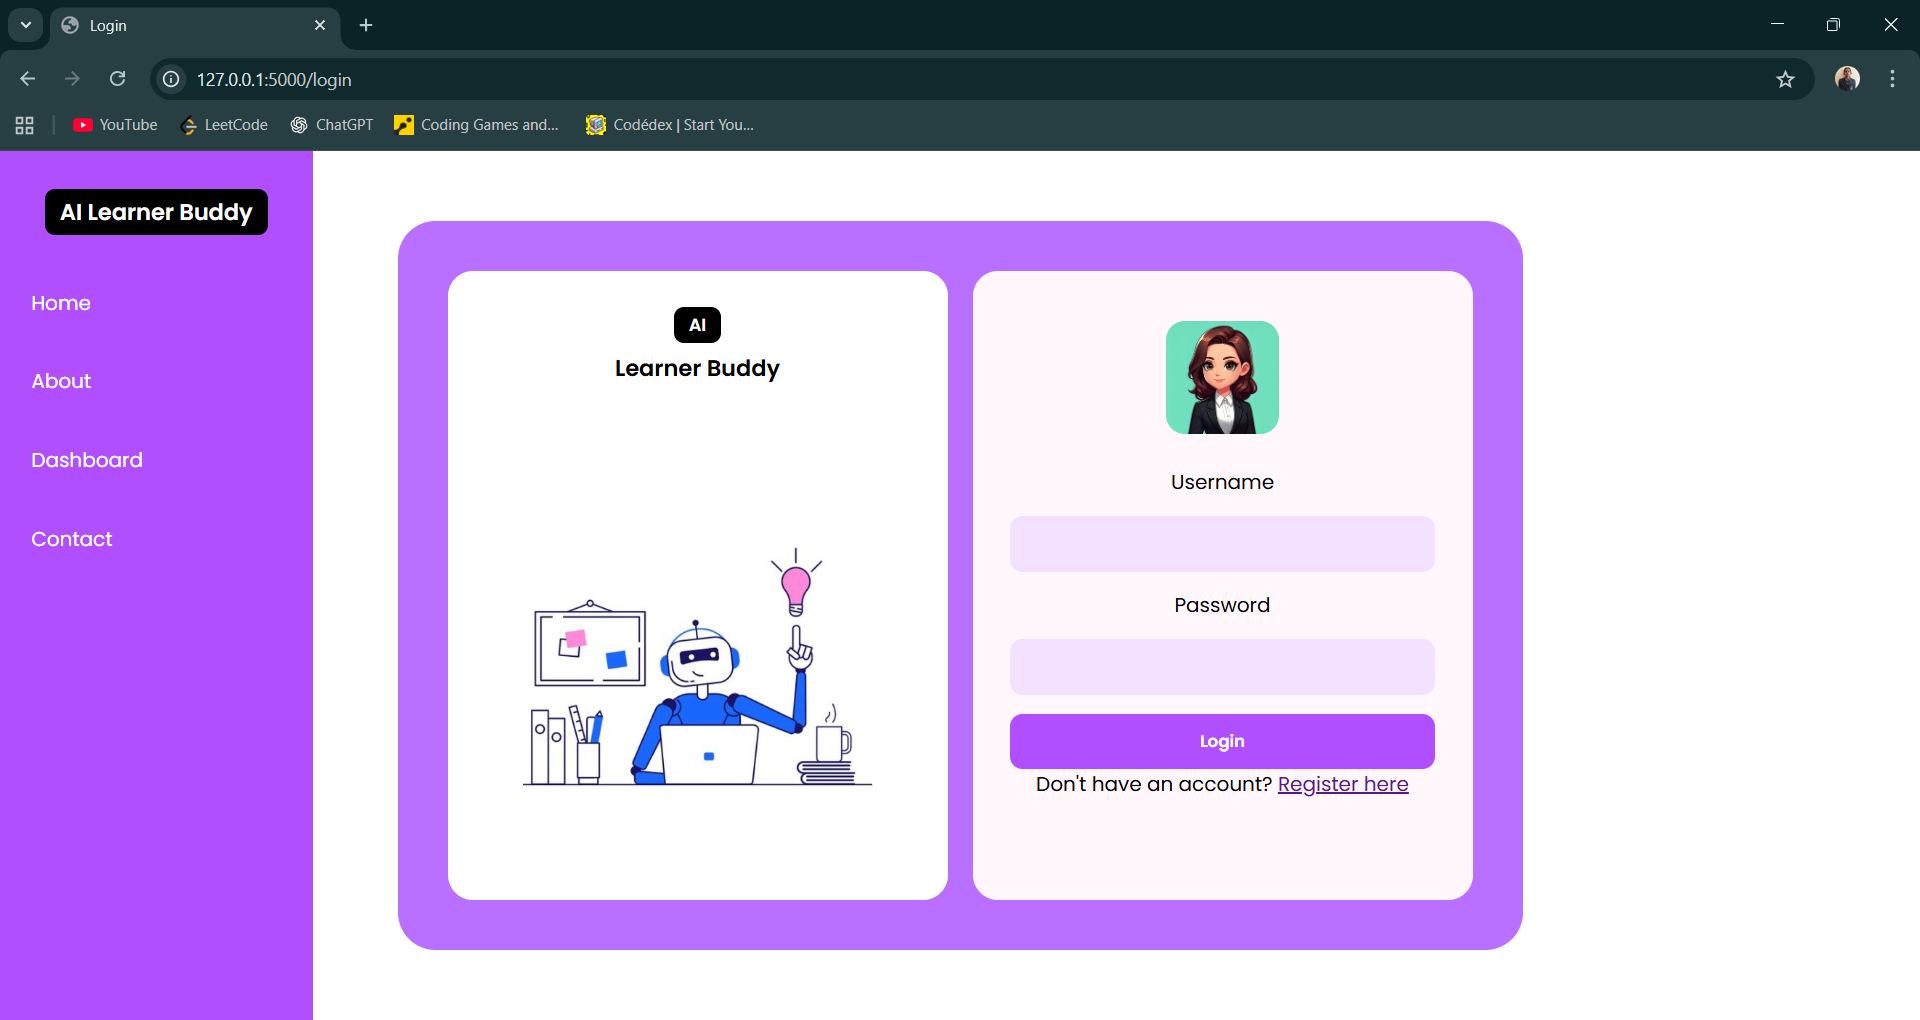 Login
127.0.0.1:5000/login
YouTube
LeetCode
ChatGPT
Coding Games and...
Codédex | Start You...
AI Learner Buddy
Home
About
Dashboard
Contact
AI
Learner Buddy
Username
Password
Login
Don't have an account? Register here